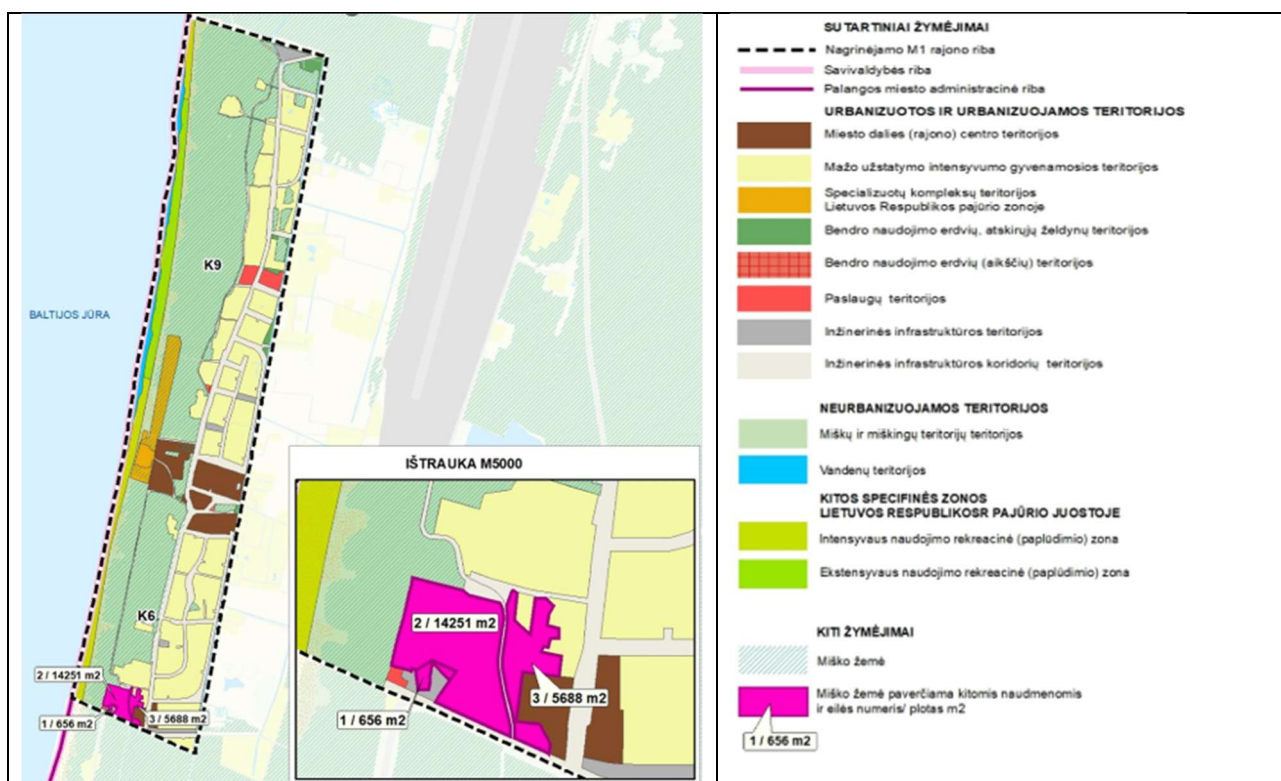 K9
BALTIJOS JŪRA
K6
2 / 14251 m2
1 / 656 m2
3 / 5688 m2
IŠTRAUKA M5000
2 / 14251 m2
3 / 5688 m2
1 / 656 m2
SUTARTINIAI ŽYMĖJIMAI
Nagrinėjamo M1 rajono riba
Savivaldybės riba
Palangos miesto administracinė riba
URBANIZUOTOS IR URBANIZUOJAMOS TERITORIJOS
Miesto dalies (rajono) centro teritorijos
Mažo užstatymo intensyvumo gyvenamosios teritorijos
Specializuotų kompleksų teritorijos
Lietuvos Respublikos pajūrio zonoje
Bendro naudojimo erdvių, atskirųjų želdynų teritorijos
Bendro naudojimo erdvių (aikščių) teritorijos
Paslaugų teritorijos
Inžinerinės infrastruktūros teritorijos
Inžinerinės infrastruktūros koridorių teritorijos
NEURBANIZUOJAMOS TERITORIJOS
Miškų ir miškingų teritorijų teritorijos
Vandenų teritorijos
KITOS SPECIFINĖS ZONOS
LIETUVOS RESPUBLIKOSR PAJŪRIO JUOSTOJE
Intensyvaus naudojimo rekreacinė (paplūdimio) zona
Ekstensyvaus naudojimo rekreacinė (paplūdimio) zona
KITI ŽYMĖJIMAI
Miško žemė
Miško žemė paverčiama kitomis naudmenomis
ir eilės numeris/ plotas m2
1 / 656 m2